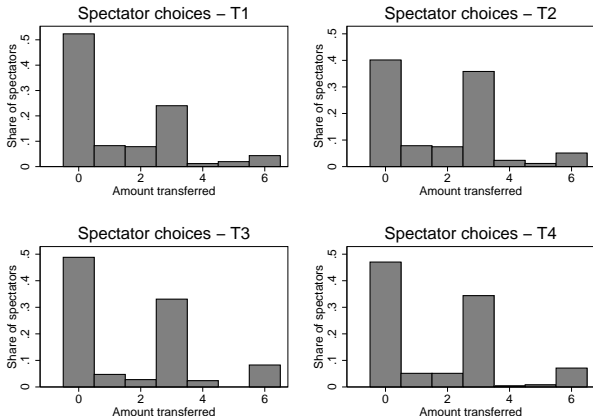 Spectator choices – T1
Share of spectators
0 .1 .2 .3 .4 .5
0 2 4 6
Amount transferred
Spectator choices – T2
Share of spectators
0 .1 .2 .3 .4 .5
0 2 4 6
Amount transferred
Spectator choices – T3
Share of spectators
0 .1 .2 .3 .4 .5
0 2 4 6
Amount transferred
Spectator choices – T4
Share of spectators
0 .1 .2 .3 .4 .5
0 2 4 6
Amount transferred